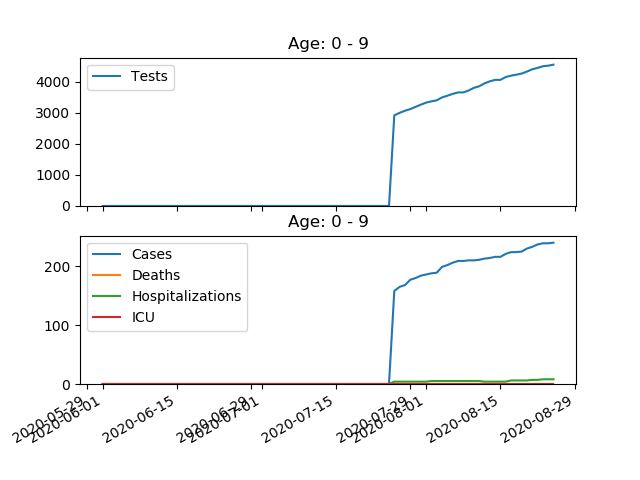 Age: 0 - 9
4000
3000
2000
1000
0
Tests
Age: 0 - 9
200
100
0
Cases
Deaths
Hospitalizations
ICU
2020-05-29
2020-06-01
2020-06-15
2020-06-29
2020-07-01
2020-07-15
2020-07-29
2020-08-01
2020-08-15
2020-08-29